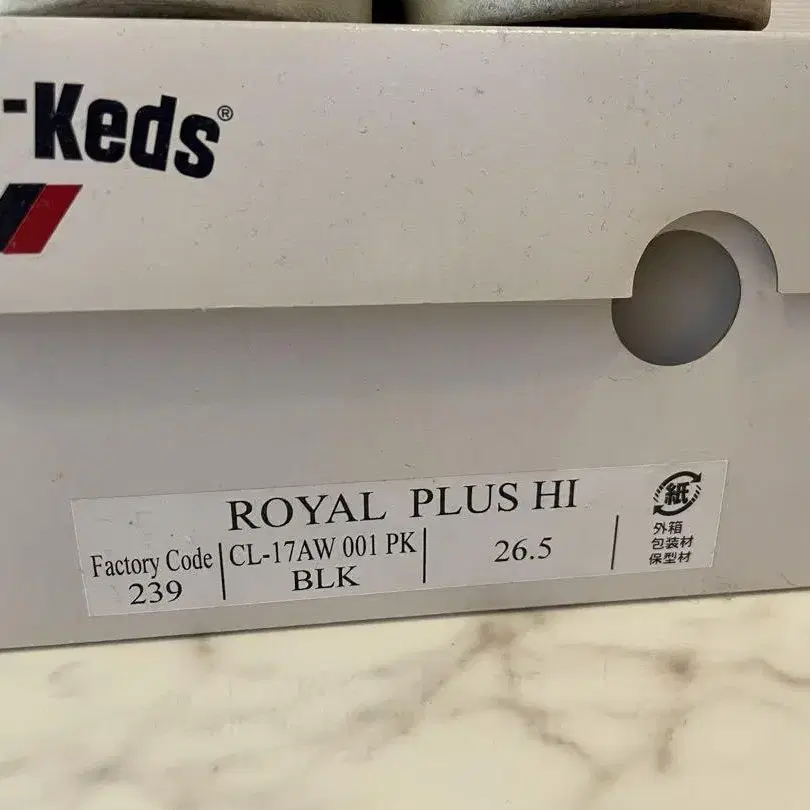 -Keds®
ROYAL PLUS HI
Factory Code
239
CL-17AW 001 PK
BLK
26.5
紙
外箱
包装材
保型材